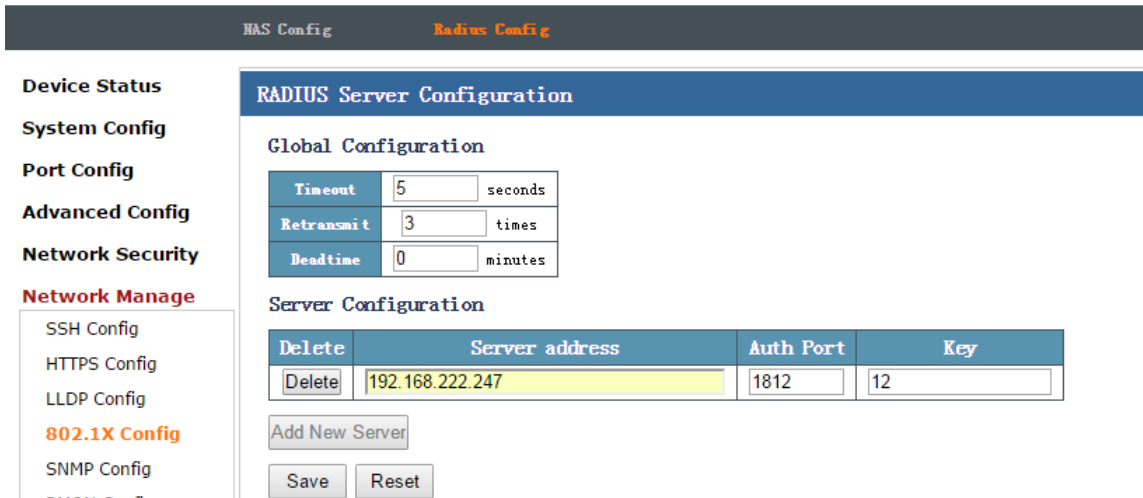 NAS Config Radius Config
Device Status
System Config
Port Config
Advanced Config
Network Security
Network Manage
SSH Config
HTTPS Config
LLDP Config
802.1X Config
SNMP Config
RADIUS Server Configuration
Global Configuration
Timeout 5 seconds
Retransmit 3 times
Deadtime 0 minutes
Server Configuration
Delete Server address Auth Port Key
Delete 192.168.222.247 1812 12
Add New Server
Save Reset